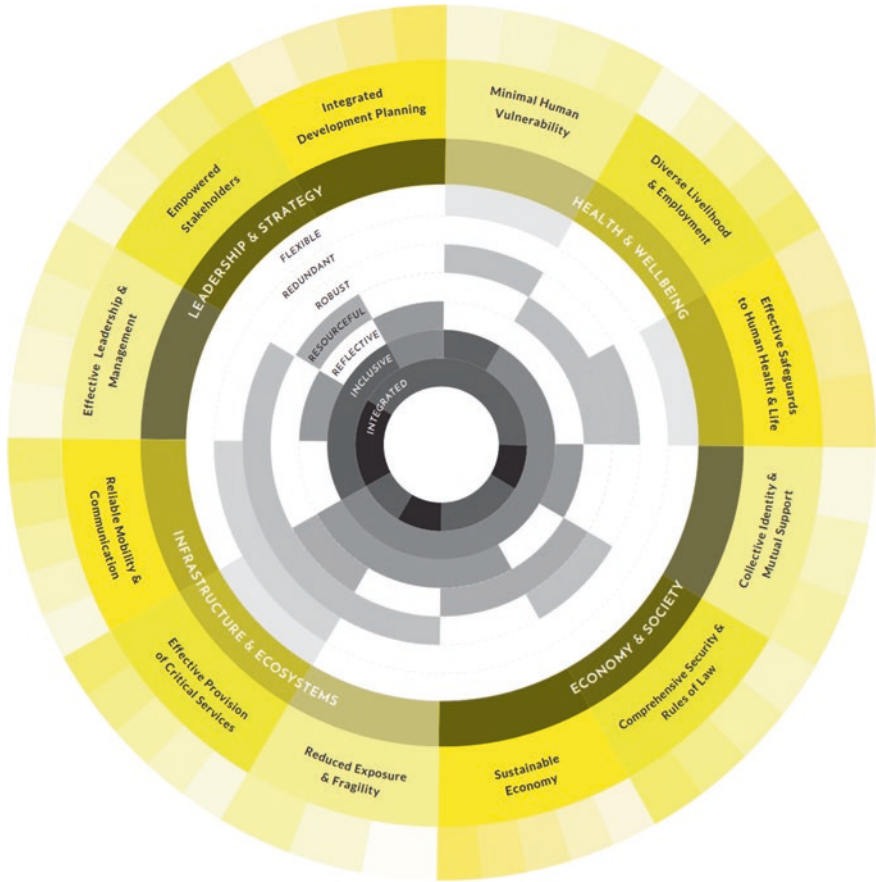 Integrated
Development Planning
Minimal Human
Vulnerability
Diverse Livelihood
& Employment
Effective Safeguards
to Human Health & Life
Collective Identity &
Mutual Support
Comprehensive Security &
Rules of Law
Sustainable
Economy
Reduced Exposure
& Fragility
Effective Provision
of Critical Services
Reliable Mobility &
Communication
Effective Leadership &
Management
Empowered
Stakeholders
LEADERSHIP & STRATEGY
HEALTH & WELLBEING
ECONOMY & SOCIETY
INFRASTRUCTURE & ECOSYSTEMS
FLEXIBLE
REDUNDANT
ROBUST
RESOURCEFUL
REFLECTIVE
INCLUSIVE
INTEGRATED